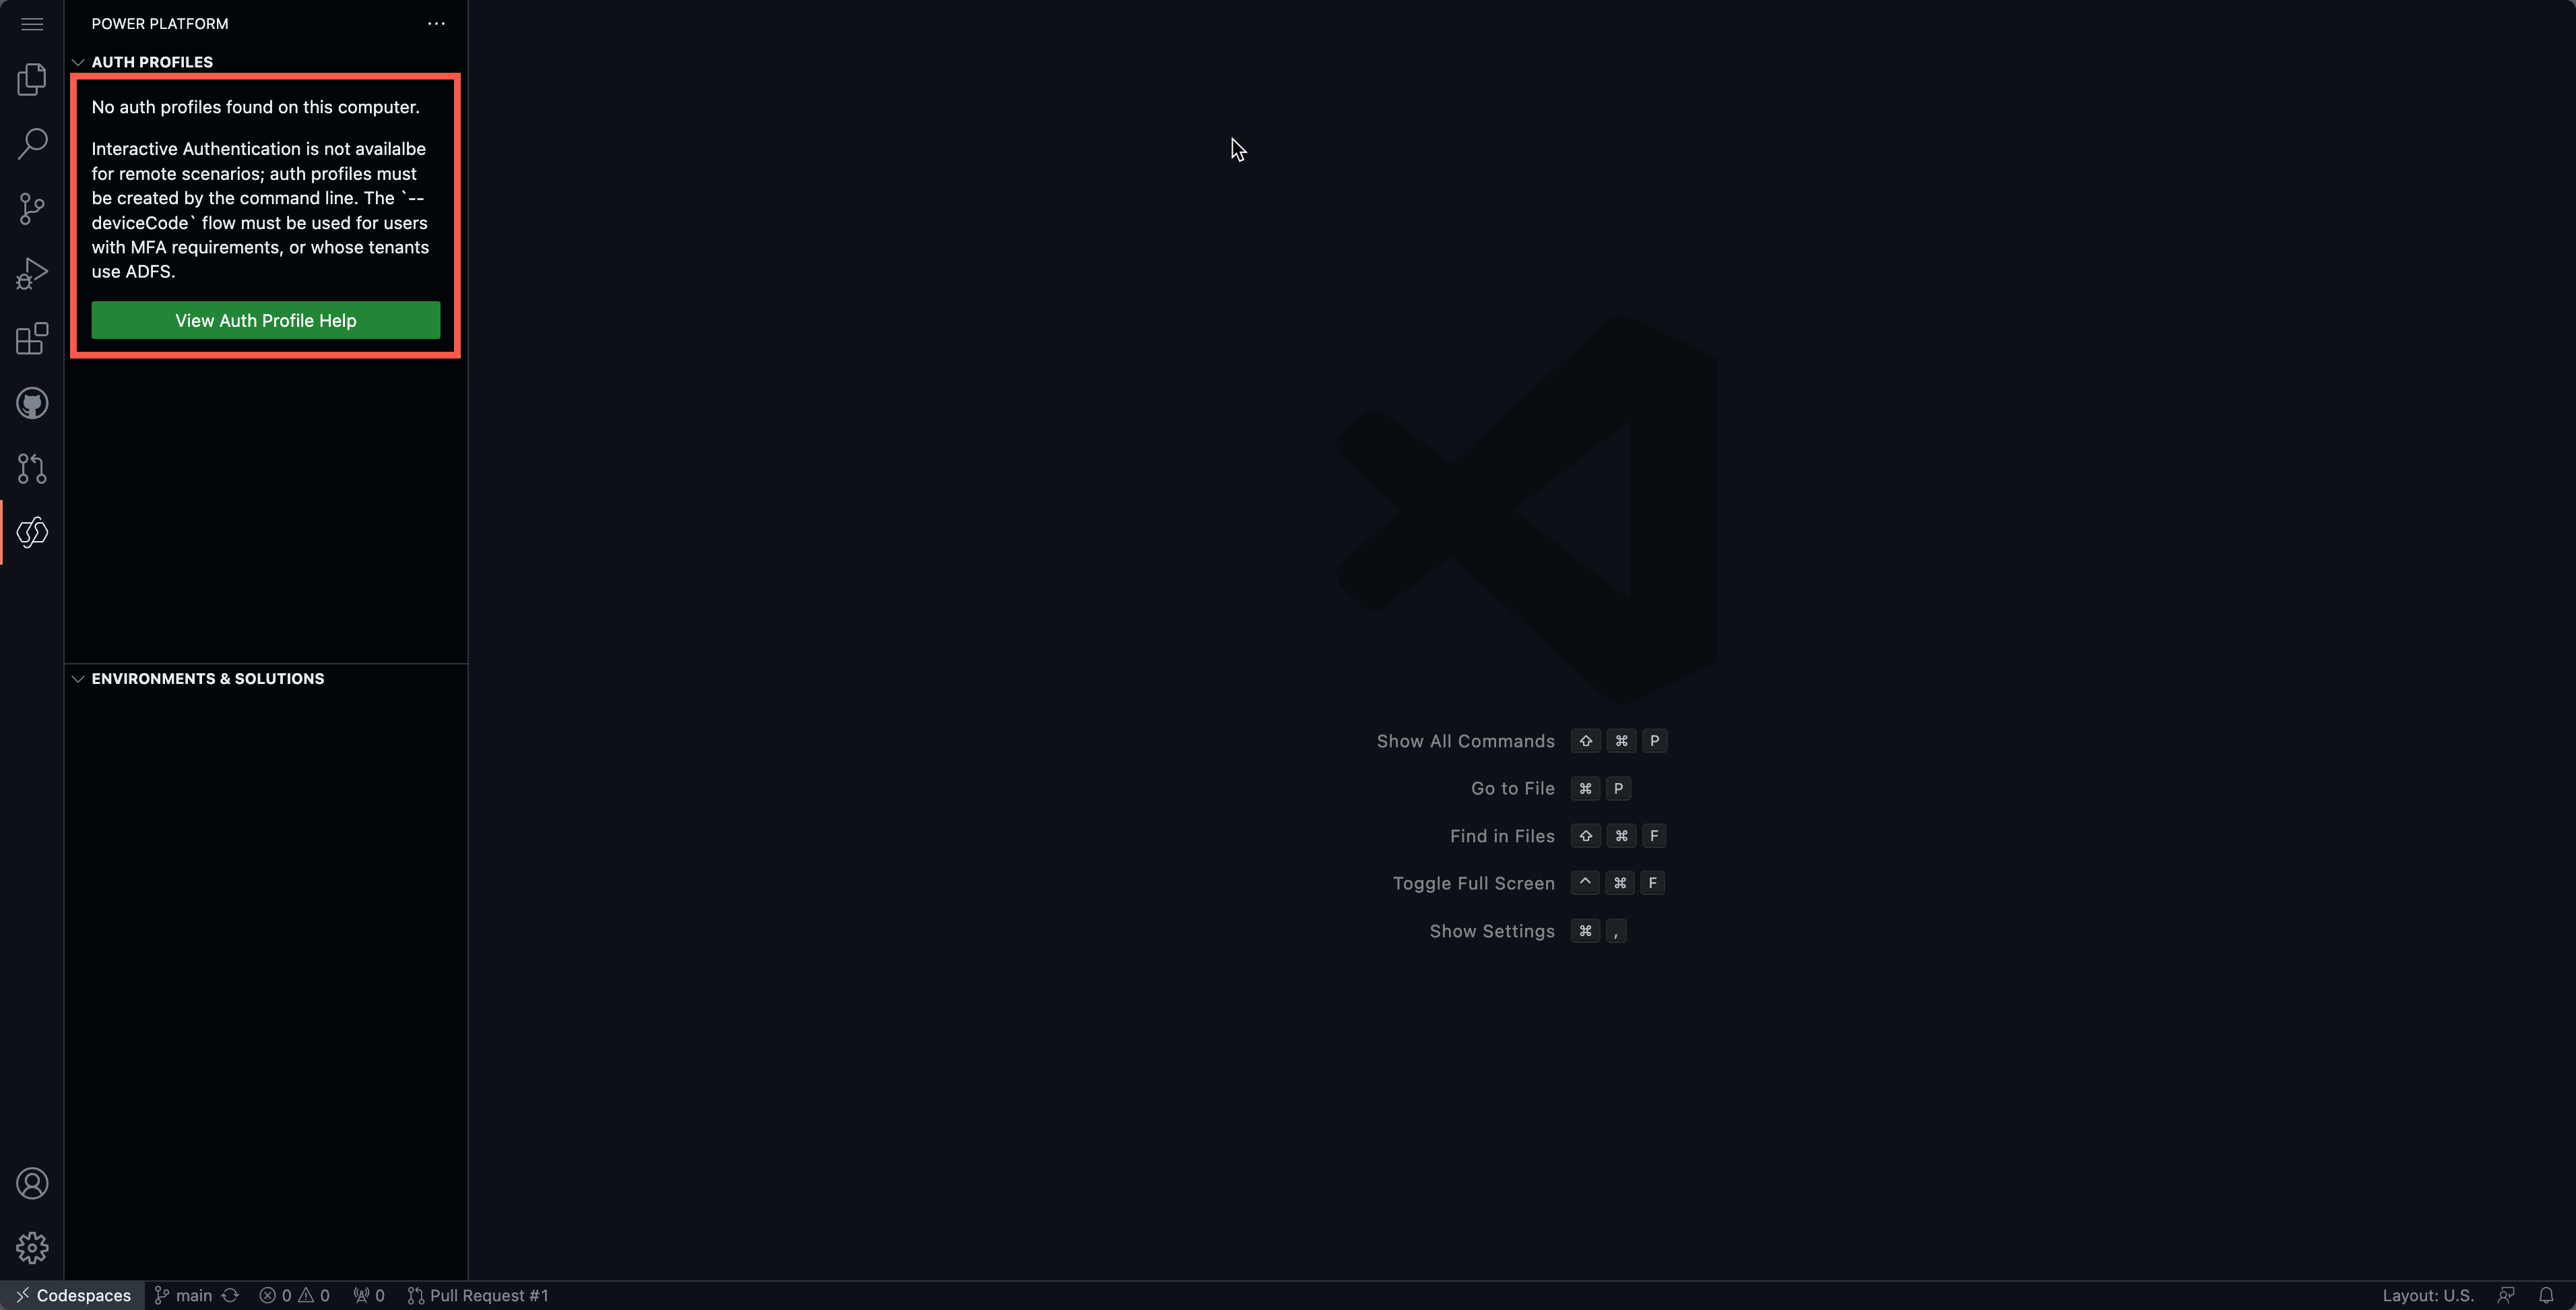 POWER PLATFORM
AUTH PROFILES
No auth profiles found on this computer.
Interactive Authentication is not availalbe
for remote scenarios; auth profiles must
be created by the command line. The `--
deviceCode` flow must be used for users
with MFA requirements, or whose tenants
use ADFS.
View Auth Profile Help
ENVIRONMENTS & SOLUTIONS
Show All Commands ⇧ ⌘ P
Go to File ⌘ P
Find in Files ⇧ ⌘ F
Toggle Full Screen ^ ⌘ F
Show Settings ⌘ ,
Codespaces main 0 0 0 Pull Request #1 Layout: U.S.